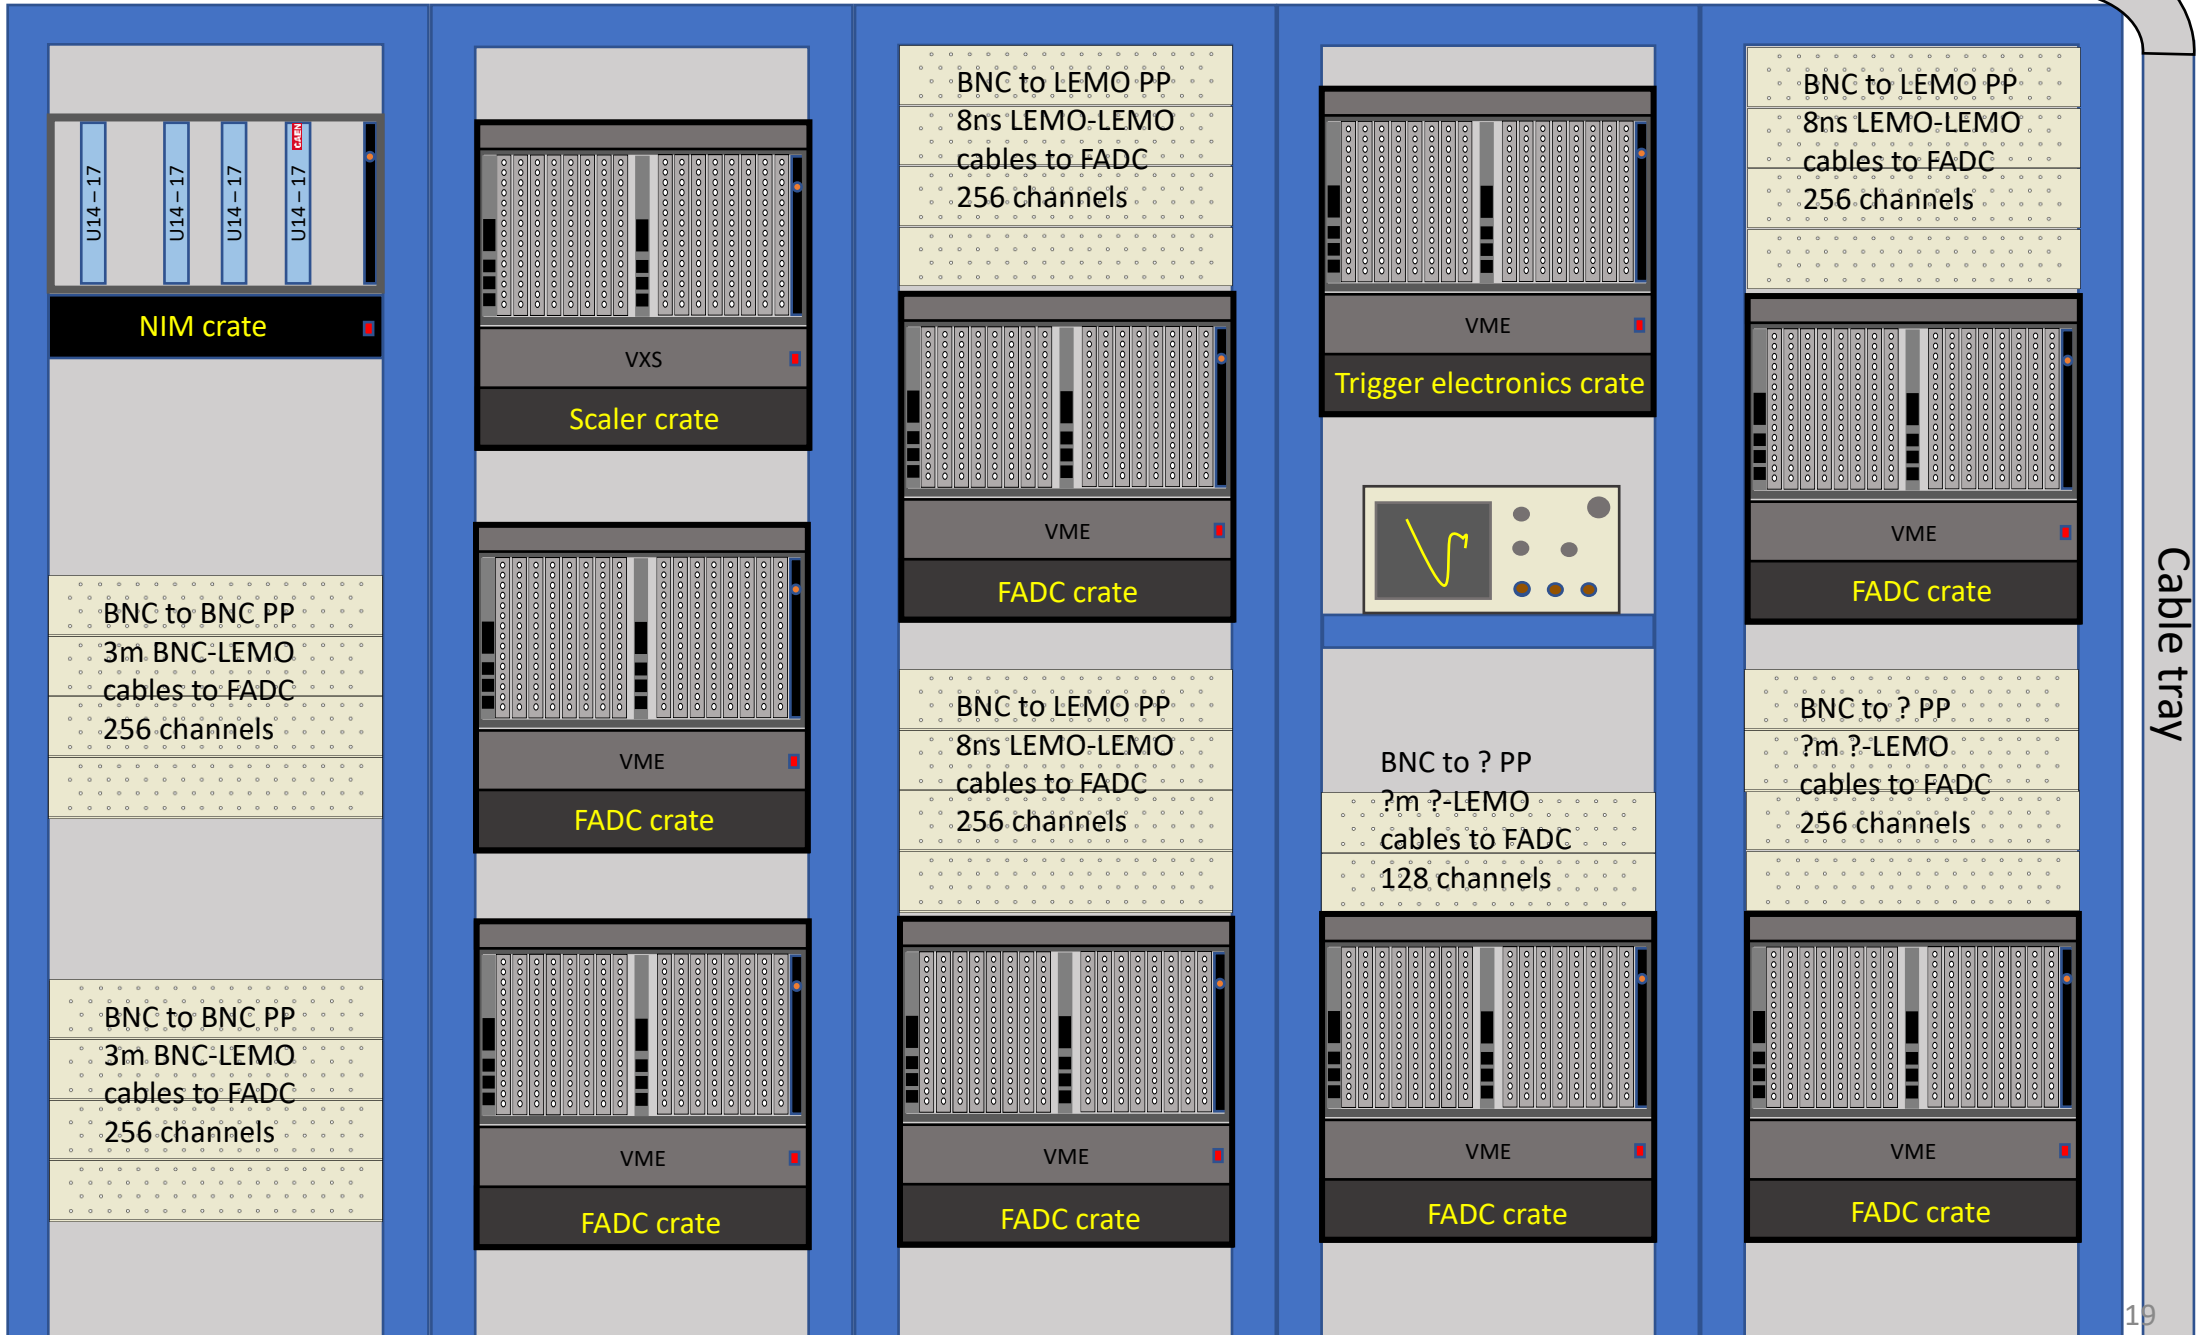 U14 – 17
U14 – 17
U14 – 17
U14 – 17
CAEN
NIM crate
BNC to BNC PP
3m BNC-LEMO
cables to FADC
256 channels
BNC to BNC PP
3m BNC-LEMO
cables to FADC
256 channels
VXS
Scaler crate
VME
FADC crate
VME
FADC crate
BNC to LEMO PP
8ns LEMO-LEMO
cables to FADC
256 channels
VME
FADC crate
BNC to LEMO PP
8ns LEMO-LEMO
cables to FADC
256 channels
VME
FADC crate
VME
Trigger electronics crate
BNC to ? PP
?m ?-LEMO
cables to FADC
128 channels
VME
FADC crate
BNC to LEMO PP
8ns LEMO-LEMO
cables to FADC
256 channels
VME
FADC crate
BNC to ? PP
?m ?-LEMO
cables to FADC
256 channels
VME
FADC crate
Cable tray
19